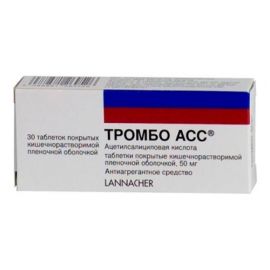 30 таблеток покрытых
кишечнорастворимой
пленочной оболочкой
ТРОМБО АСС®
Ацетилсалициловая кислота
таблетки покрытые кишечнорастворимой
пленочной оболочкой, 50 мг
Антиагрегантное средство
LANNACHER